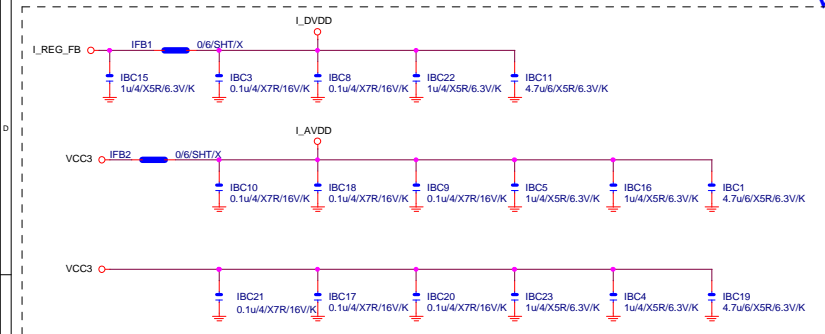 I_DVDD
I_REG_FB IFB1 0/6/SHT/X
IBC15 IBC3 IBC8 IBC22 IBC11
1u/4/X5R/6.3V/K 0.1u/4/X7R/16V/K 0.1u/4/X7R/16V/K 1u/4/X5R/6.3V/K 4.7u/6/X5R/6.3V/K
D
I_AVDD
VCC3 IFB2 0/6/SHT/X
IBC10 IBC18 IBC9 IBC5 IBC16 IBC1
0.1u/4/X7R/16V/K 0.1u/4/X7R/16V/K 0.1u/4/X7R/16V/K 1u/4/X5R/6.3V/K 1u/4/X5R/6.3V/K 4.7u/6/X5R/6.3V/K
VCC3
IBC21 IBC17 IBC20 IBC23 IBC4 IBC19
0.1u/4/X7R/16V/K 0.1u/4/X7R/16V/K 0.1u/4/X7R/16V/K 1u/4/X5R/6.3V/K 1u/4/X5R/6.3V/K 4.7u/6/X5R/6.3V/K